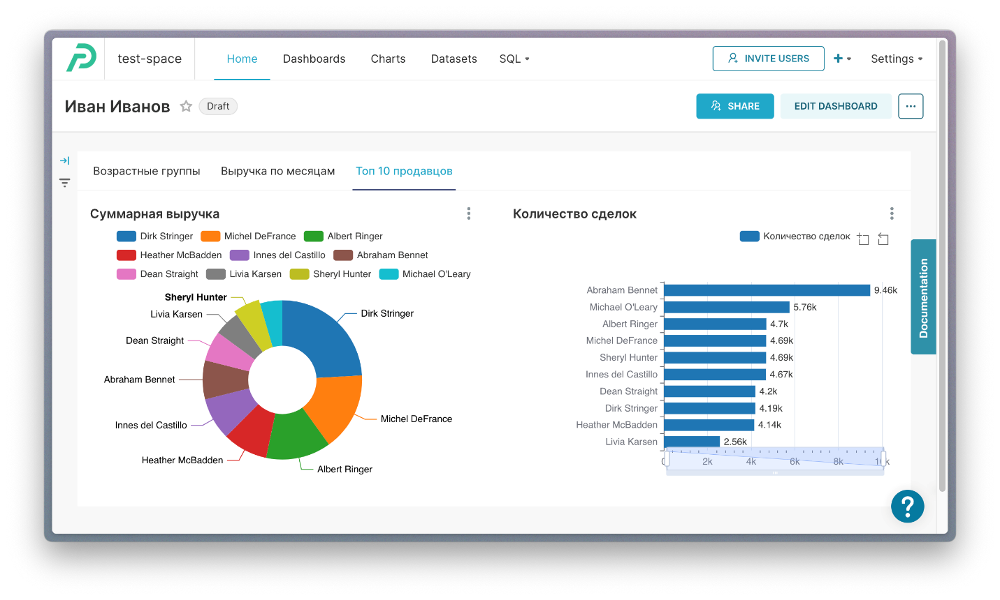 test-space
Home
Dashboards
Charts
Datasets
SQL
INVITE USERS
Settings
Иван Иванов
Draft
SHARE
EDIT DASHBOARD
Возрастные группы
Выручка по месяцам
Топ 10 продавцов
Суммарная выручка
Dirk Stringer
Michel DeFrance
Albert Ringer
Heather McBadden
Innes del Castillo
Abraham Bennet
Dean Straight
Livia Karsen
Sheryl Hunter
Michael O'Leary
Sheryl Hunter
Livia Karsen
Dean Straight
Abraham Bennet
Innes del Castillo
Heather McBadden
Dirk Stringer
Michel DeFrance
Albert Ringer
Количество сделок
Количество сделок
Abraham Bennet 9.46k
Michael O'Leary 5.76k
Albert Ringer 4.7k
Michel DeFrance 4.69k
Sheryl Hunter 4.69k
Innes del Castillo 4.67k
Dean Straight 4.2k
Dirk Stringer 4.19k
Heather McBadden 4.14k
Livia Karsen 2.56k
0 2k 4k 6k 8k 10k
Documentation
?